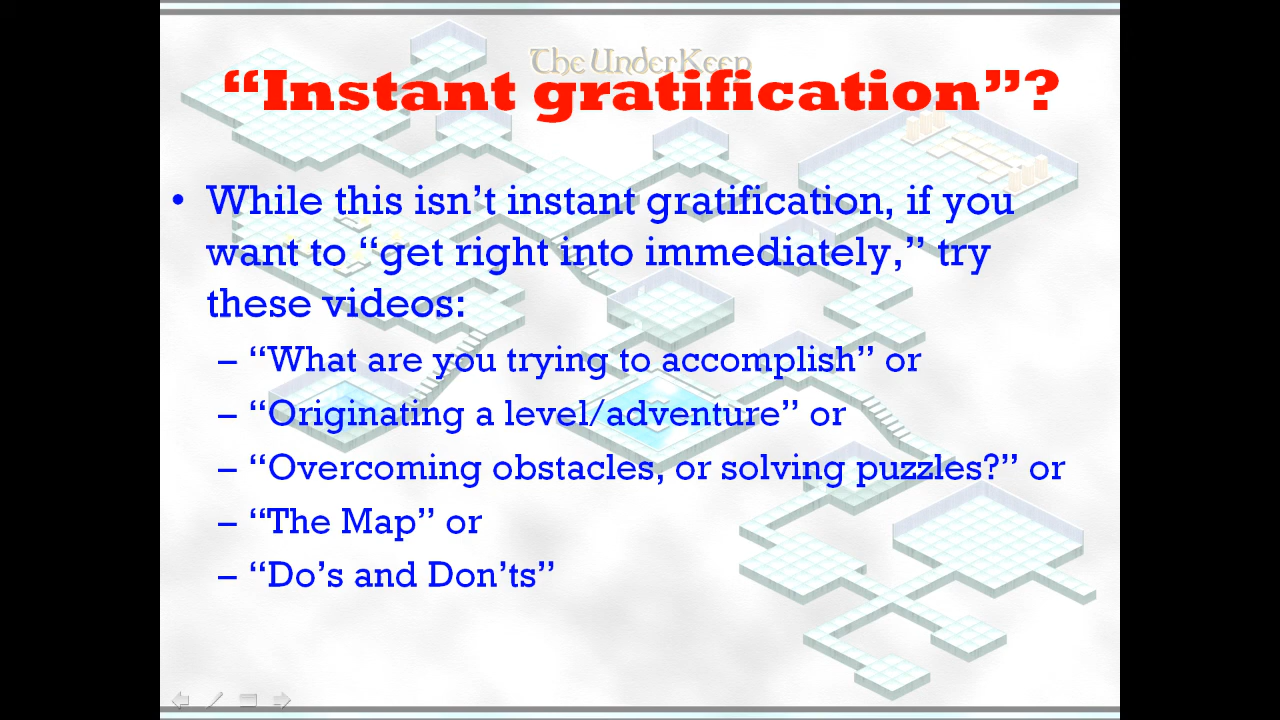 The UnderKeep
“Instant gratification”?
• While this isn’t instant gratification, if you
want to “get right into immediately,” try
these videos:
– “What are you trying to accomplish” or
– “Originating a level/adventure” or
– “Overcoming obstacles, or solving puzzles?” or
– “The Map” or
– “Do’s and Don’ts”